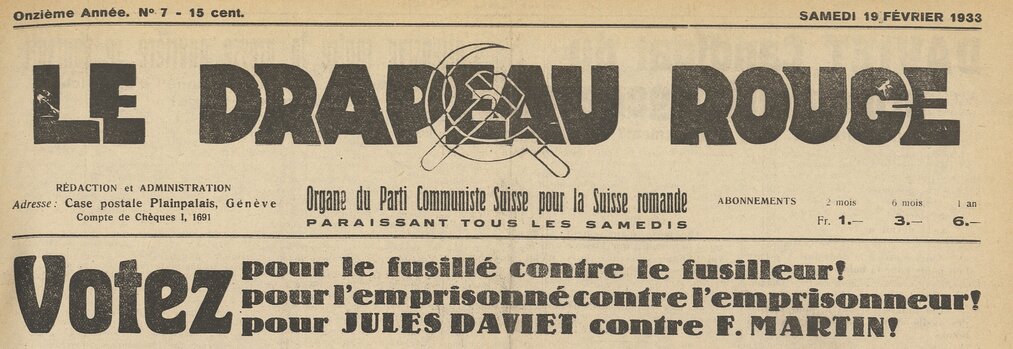 Onzième Année. N° 7 - 15 cent.
SAMEDI 19 FÉVRIER 1933
LE DRAPEAU ROUGE
RÉDACTION et ADMINISTRATION
Adresse: Case postale Plainpalais, Genève
Compte de Chèques I, 1691
Organe du Parti Communiste Suisse pour la Suisse romande
PARAISSANT TOUS LES SAMEDIS
ABONNEMENTS 2 mois 6 mois 1 an
Fr. 1.— 3.— 6.—
Votez pour le fusillé contre le fusilleur!
pour l'emprisonné contre l'emprisonneur!
pour JULES DAVIET contre F. MARTIN!